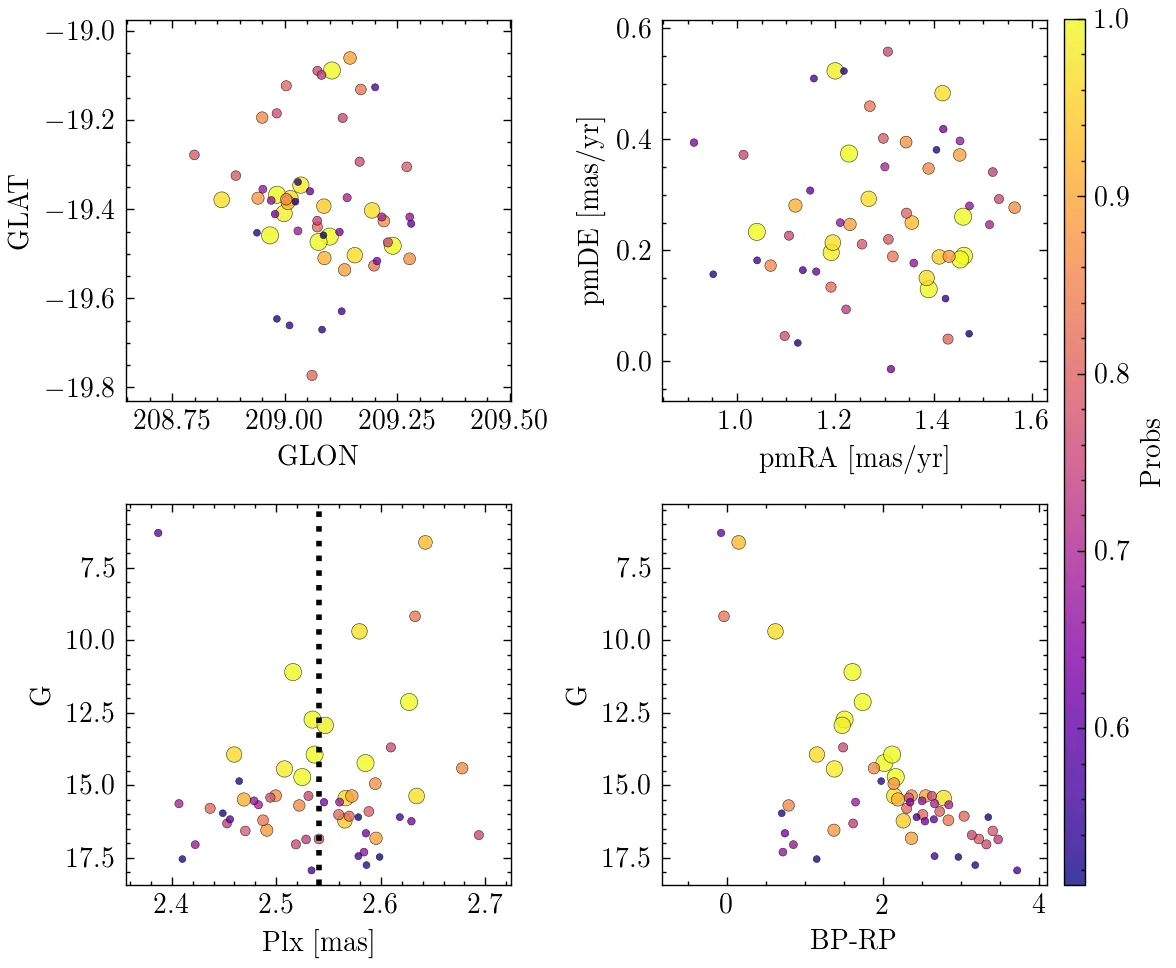 −19.0
−19.2
−19.4
−19.6
−19.8
GLAT
208.75 209.00 209.25 209.50
GLON
0.6
0.4
0.2
0.0
pmDE [mas/yr]
1.0 1.2 1.4 1.6
pmRA [mas/yr]
7.5
10.0
12.5
15.0
17.5
G
2.4 2.5 2.6 2.7
Plx [mas]
7.5
10.0
12.5
15.0
17.5
G
0 2 4
BP-RP
1.0
0.9
0.8
0.7
0.6
Probs